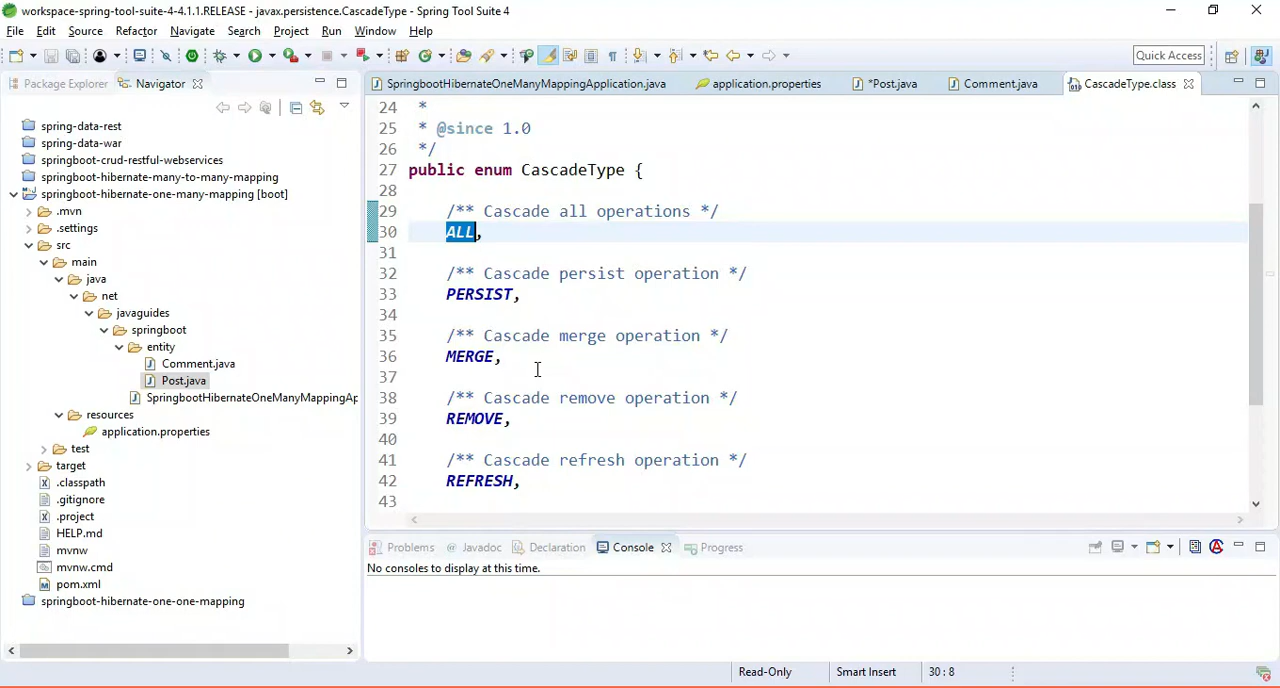 workspace-spring-tool-suite-4-4.1.1.RELEASE - javax.persistence.CascadeType - Spring Tool Suite 4
File Edit Source Refactor Navigate Search Project Run Window Help
Quick Access
Package Explorer Navigator
SpringbootHibernateOneManyMappingApplication.java application.properties *Post.java Comment.java CascadeType.class
spring-data-rest
spring-data-war
springboot-crud-restful-webservices
springboot-hibernate-many-to-many-mapping
springboot-hibernate-one-many-mapping [boot]
.mvn
.settings
src
main
java
net
javaguides
springboot
entity
Comment.java
Post.java
SpringbootHibernateOneManyMappingAp
resources
application.properties
test
target
.classpath
.gitignore
.project
HELP.md
mvnw
mvnw.cmd
pom.xml
springboot-hibernate-one-one-mapping
24 *
25 * @since 1.0
26 */
27 public enum CascadeType {
28
29 /** Cascade all operations */
30 ALL,
31
32 /** Cascade persist operation */
33 PERSIST,
34
35 /** Cascade merge operation */
36 MERGE,
37
38 /** Cascade remove operation */
39 REMOVE,
40
41 /** Cascade refresh operation */
42 REFRESH,
43
Problems Javadoc Declaration Console Progress
No consoles to display at this time.
Read-Only Smart Insert 30 : 8